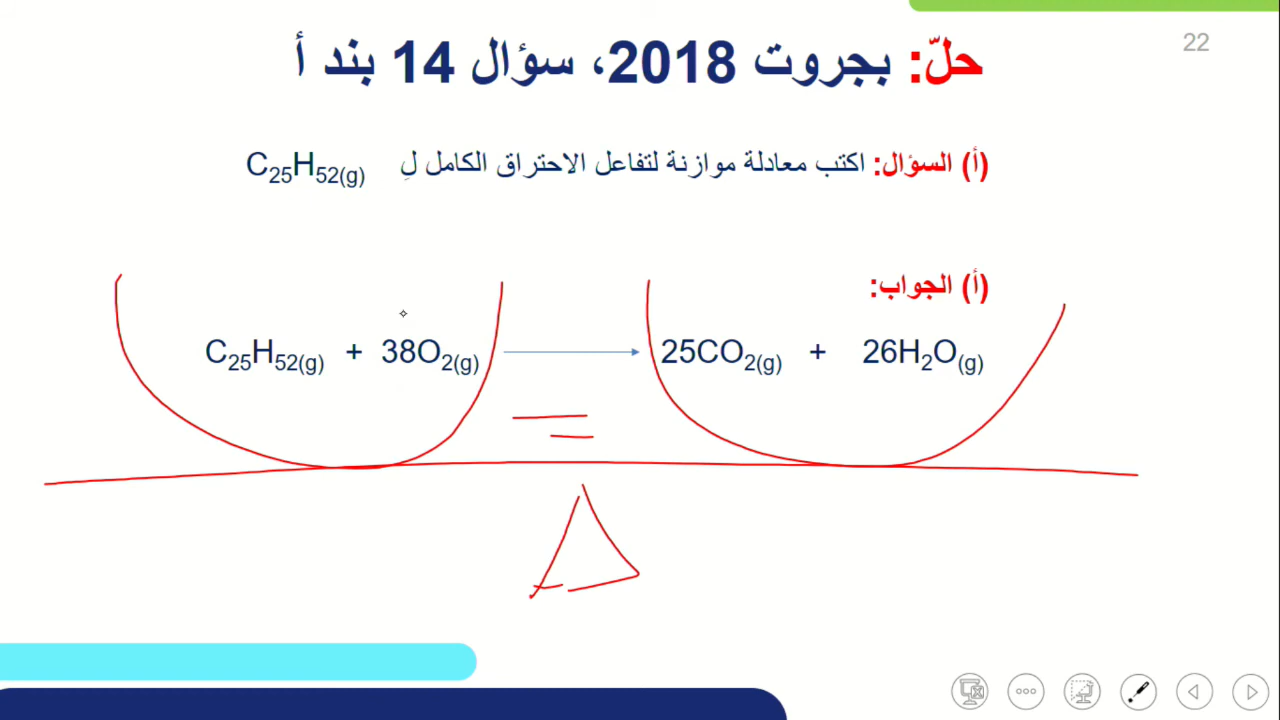 22
حلّ: بجروت 2018، سؤال 14 بند أ
(أ) السؤال: اكتب معادلة موازنة لتفاعل الاحتراق الكامل لِ C₂₅H₅₂(g)
(أ) الجواب:
C₂₅H₅₂(g) + 38O₂(g) → 25CO₂(g) + 26H₂O(g)
=